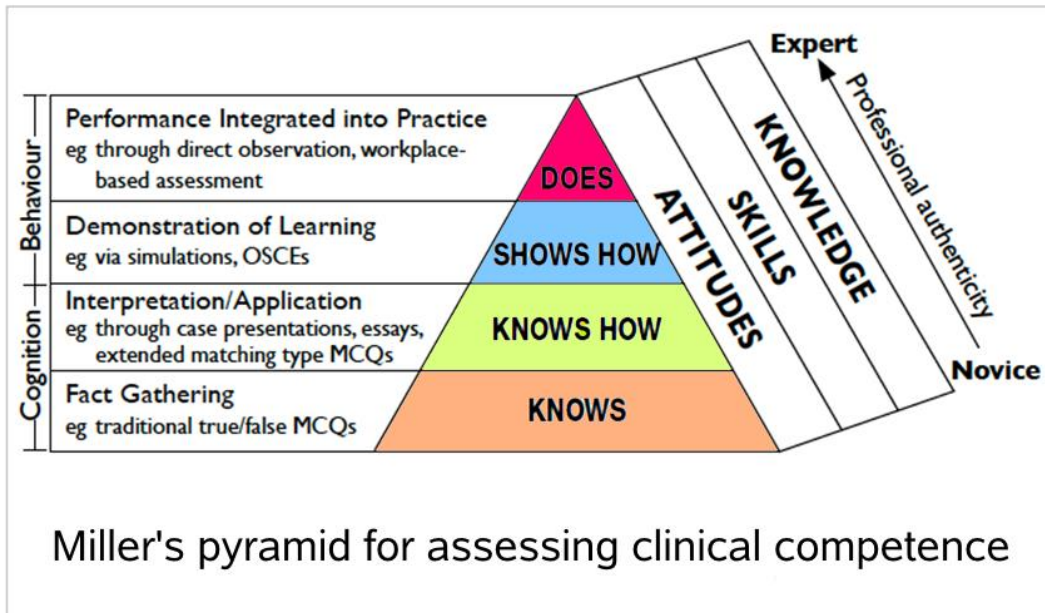 Expert
Professional authenticity
Novice
KNOWLEDGE
SKILLS
ATTITUDES
Behaviour
Performance Integrated into Practice
eg through direct observation, workplace-
based assessment
DOES
Demonstration of Learning
eg via simulations, OSCEs
SHOWS HOW
Cognition
Interpretation/Application
eg through case presentations, essays,
extended matching type MCQs
KNOWS HOW
Fact Gathering
eg traditional true/false MCQs
KNOWS
Miller's pyramid for assessing clinical competence